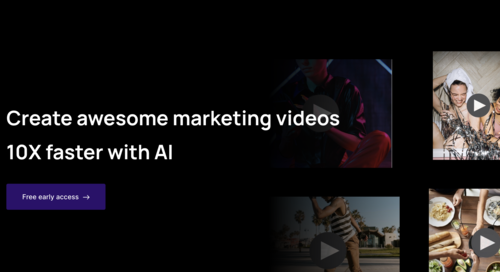 Create awesome marketing videos
10X faster with AI
Free early access →